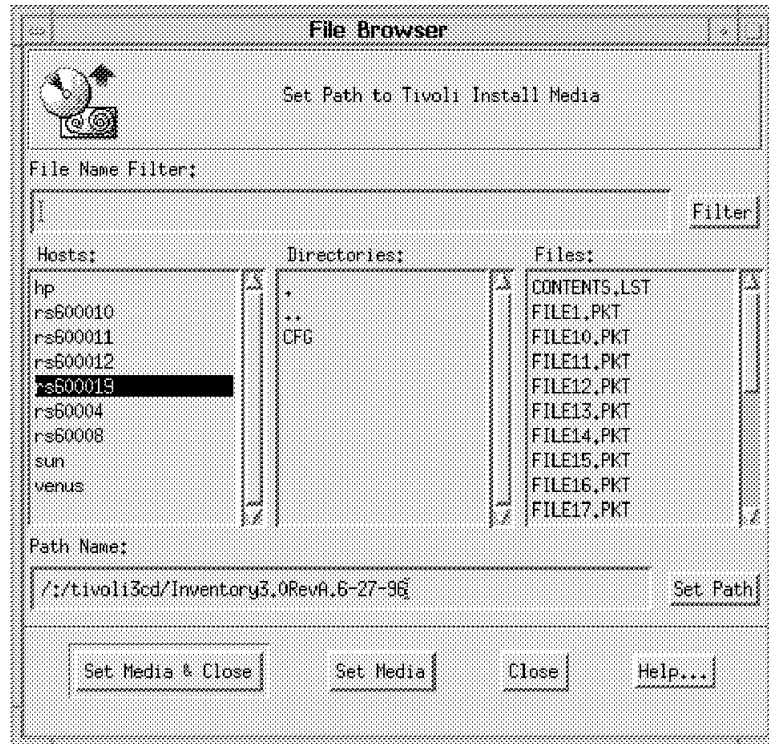 File Browser
Set Path to Tivoli Install Media
File Name Filter:
Filter
Hosts:
hp
rs600010
rs600011
rs600012
rs600019
rs60004
rs60008
sun
venus
Directories:
.
..
CFG
Files:
CONTENTS.LST
FILE1.PKT
FILE10.PKT
FILE11.PKT
FILE12.PKT
FILE13.PKT
FILE14.PKT
FILE15.PKT
FILE16.PKT
FILE17.PKT
Path Name:
/:/tivoli3cd/Inventory3.0RevA.6-27-96
Set Path
Set Media & Close
Set Media
Close
Help...